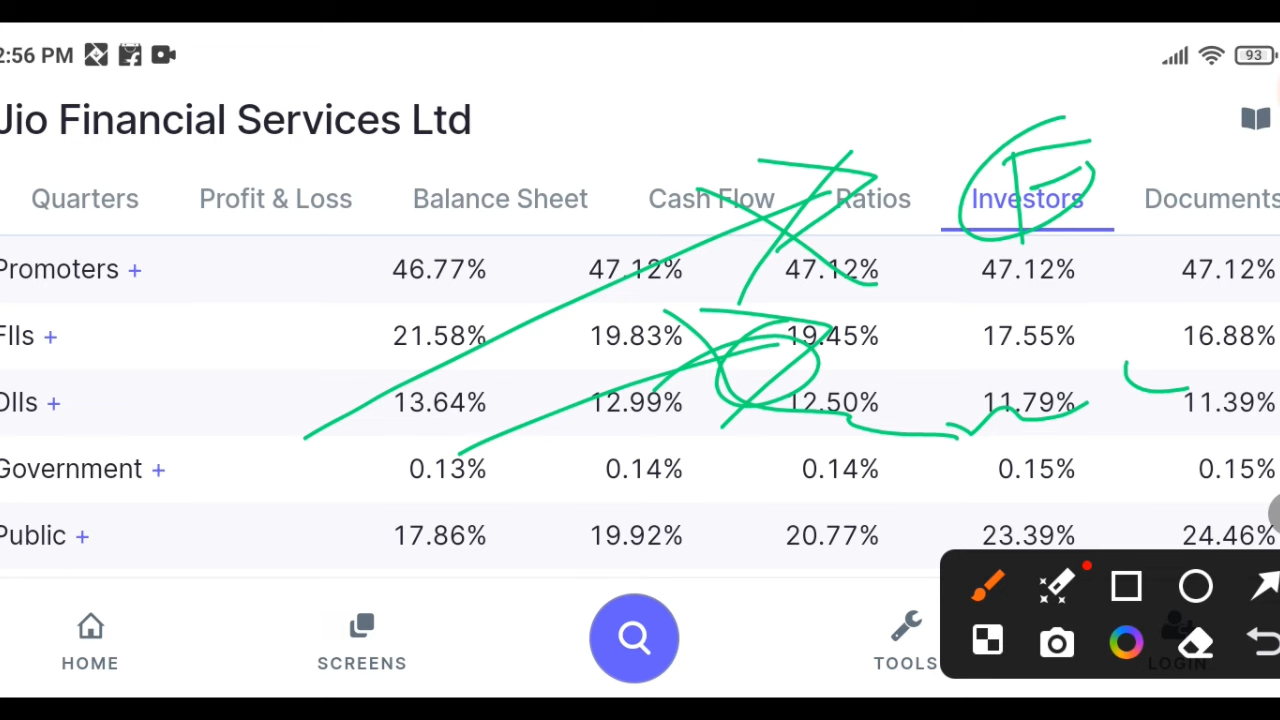 2:56 PM 93
Jio Financial Services Ltd
Quarters Profit & Loss Balance Sheet Cash Flow Ratios Investors Documents
Promoters + 46.77% 47.12% 47.12% 47.12% 47.12%
FIIs + 21.58% 19.83% 19.45% 17.55% 16.88%
DIIs + 13.64% 12.99% 12.50% 11.79% 11.39%
Government + 0.13% 0.14% 0.14% 0.15% 0.15%
Public + 17.86% 19.92% 20.77% 23.39% 24.46%
HOME SCREENS TOOLS LOGIN